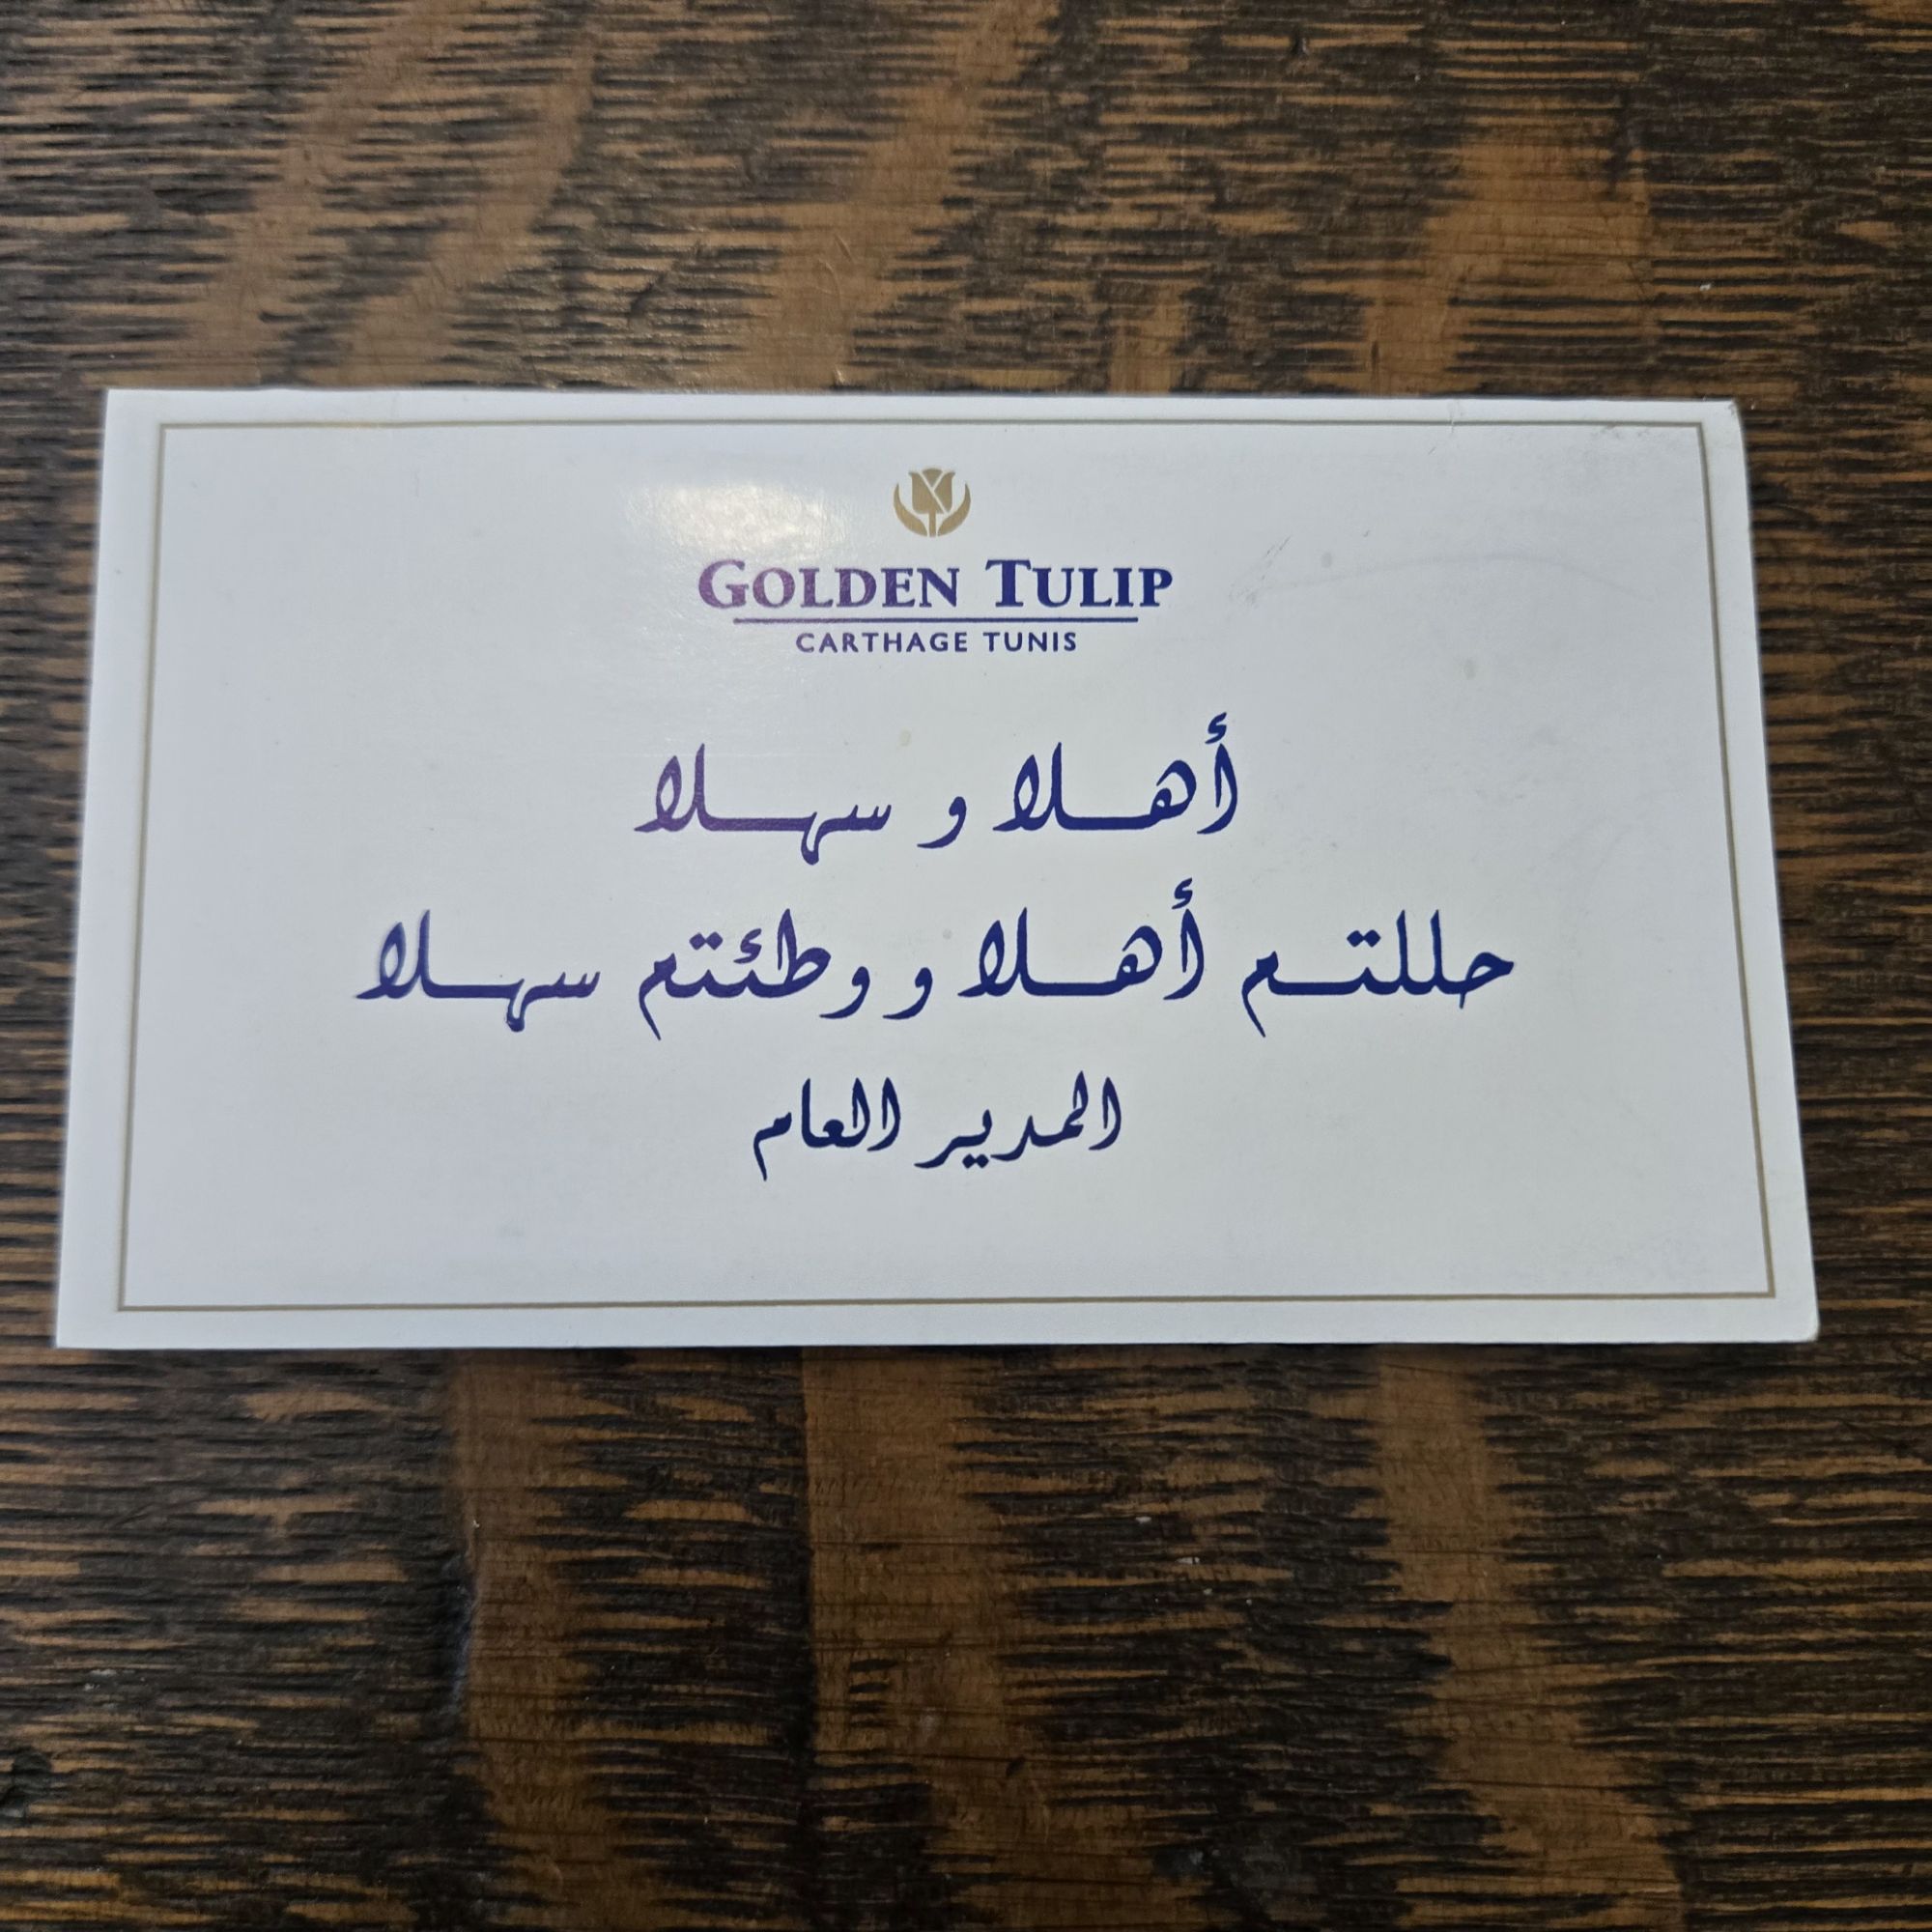 GOLDEN TULIP
CARTHAGE TUNIS
أهلا و سهلا
حللتم أهلا و وطئتم سهلا
المدير العام